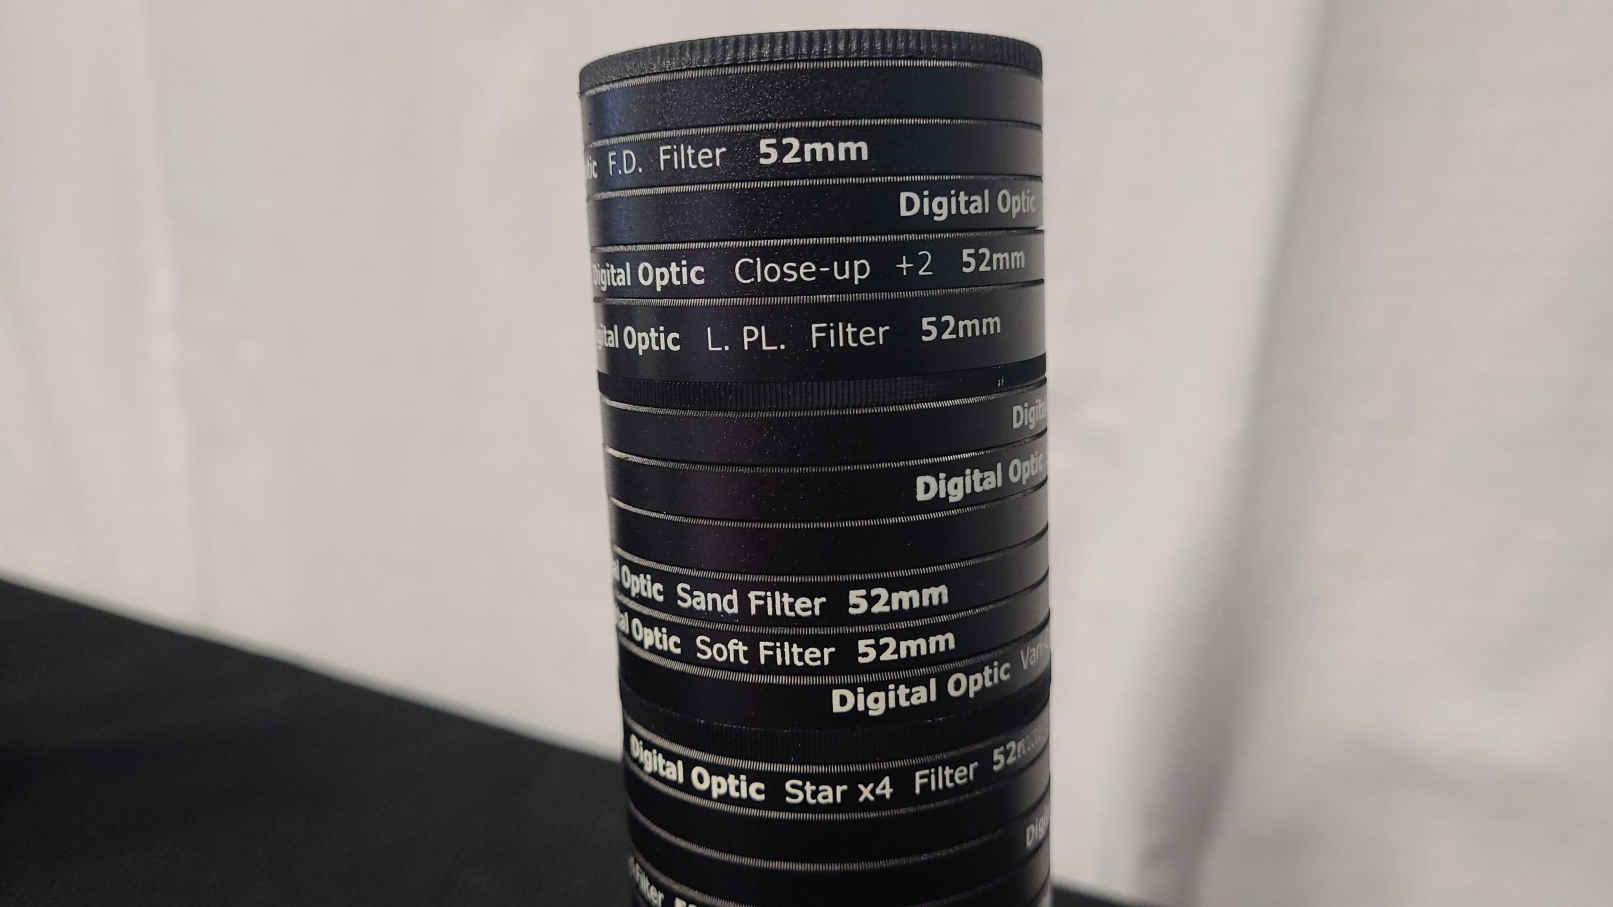 F.D. Filter 52mm
Digital Optic
Digital Optic Close-up +2 52mm
Optic L. PL. Filter 52mm
Digital Optic
Optic Sand Filter 52mm
Optic Soft Filter 52mm
Digital Optic
Digital Optic Star x4 Filter
Filter